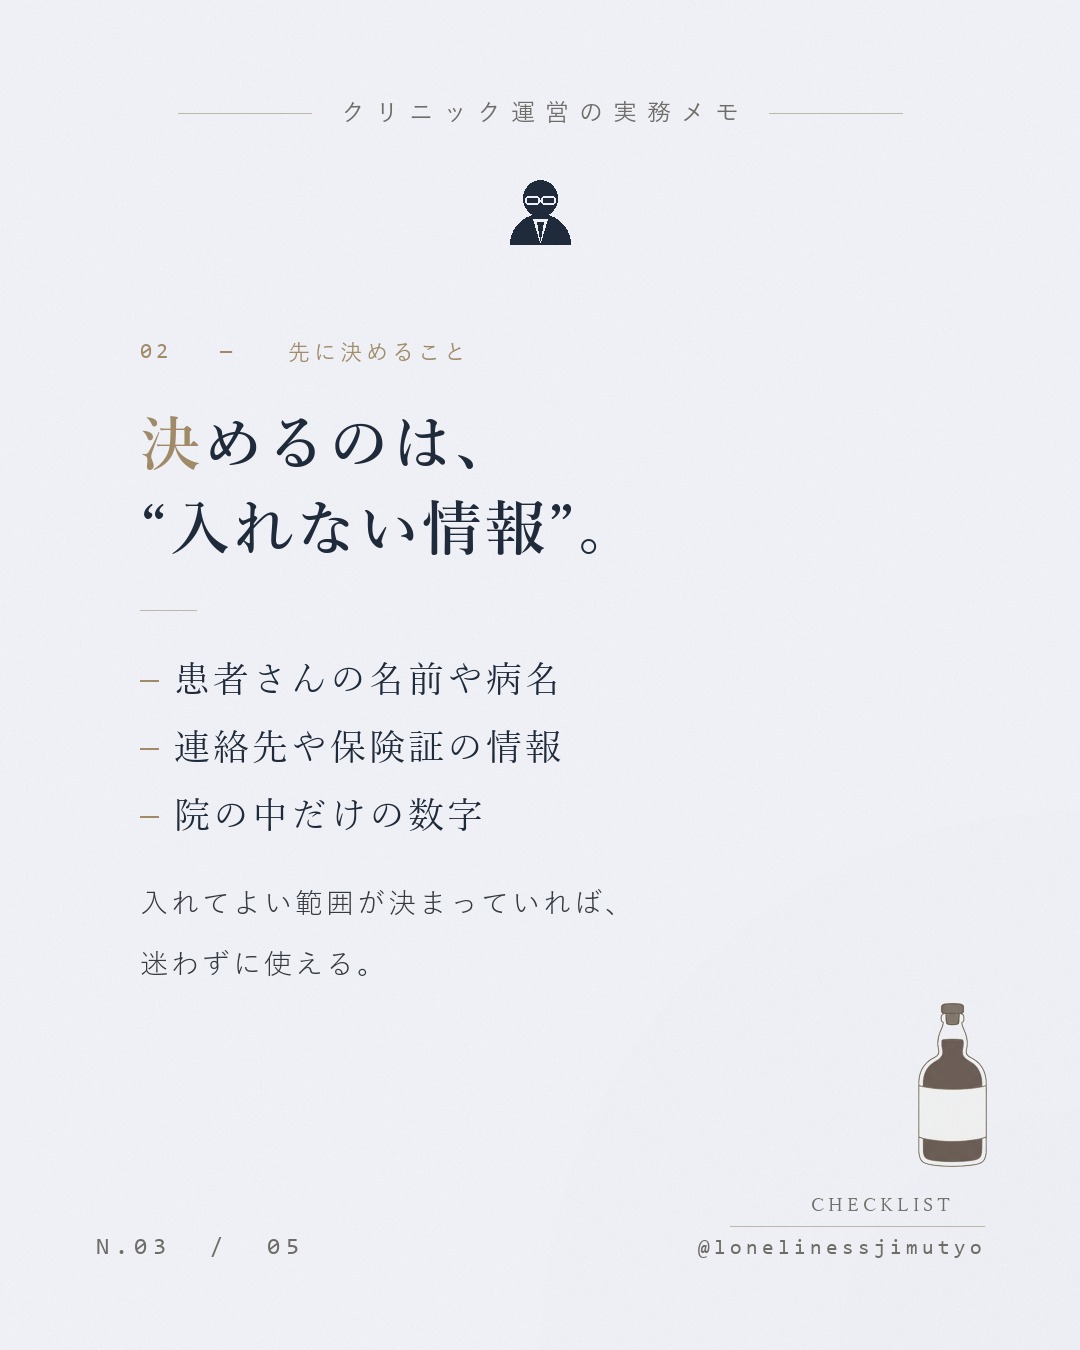 クリニック運営の実務メモ
02 — 先に決めること
決めるのは、
“入れない情報”。
— 患者さんの名前や病名
— 連絡先や保険証の情報
— 院の中だけの数字
入れてよい範囲が決まっていれば、
迷わずに使える。
CHECKLIST
N.03 / 05
@lonelinessjimutyo